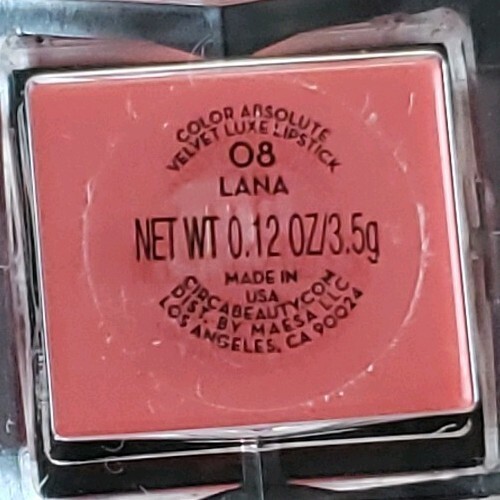 COLOR ABSOLUTE
VELVET LUXE LIPSTICK
08
LANA
NET WT 0.12 OZ/3.5g
MADE IN
USA
CIRCABEAUTY.COM
DIST. BY MAESA LLC
LOS ANGELES, CA 90024